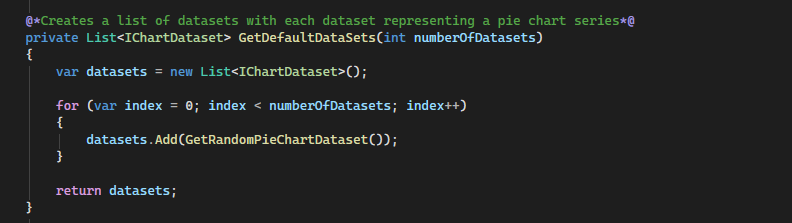 @*Creates a list of datasets with each dataset representing a pie chart series*@
private List<IChartDataset> GetDefaultDataSets(int numberOfDatasets)
{
    var datasets = new List<IChartDataset>();

    for (var index = 0; index < numberOfDatasets; index++)
    {
        datasets.Add(GetRandomPieChartDataset());
    }

    return datasets;
}